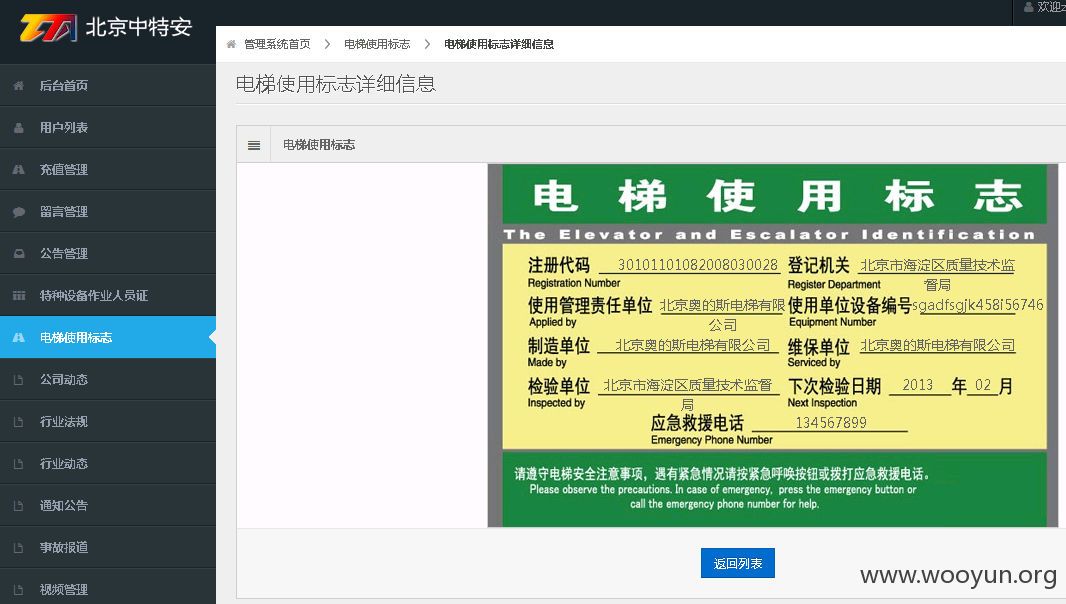 北京中特安
欢迎z
管理系统首页 > 电梯使用标志 > 电梯使用标志详细信息
后台首页
用户列表
充值管理
留言管理
公告管理
特种设备作业人员证
电梯使用标志
公司动态
行业法规
行业动态
通知公告
事故报道
视频管理
电梯使用标志详细信息
电梯使用标志
电梯使用标志
The Elevator and Escalator Identification
注册代码 30101101082008030028 登记机关 北京市海淀区质量技术监
Registration Number Register Department 督局
使用管理责任单位 北京奥的斯电梯有限 使用单位设备编号 sgadfsgjk458i56746
Applied by 公司 Equipment Number
制造单位 北京奥的斯电梯有限公司 维保单位 北京奥的斯电梯有限公司
Made by Serviced by
检验单位 北京市海淀区质量技术监督 下次检验日期 2013 年 02 月
Inspected by 局 Next Inspection
应急救援电话 134567899
Emergency Phone Number
请遵守电梯安全注意事项，遇有紧急情况请按紧急呼唤按钮或拨打应急救援电话。
Please observe the precautions. In case of emergency, press the emergency button or
call the emergency phone number for help.
返回列表
www.wooyun.org